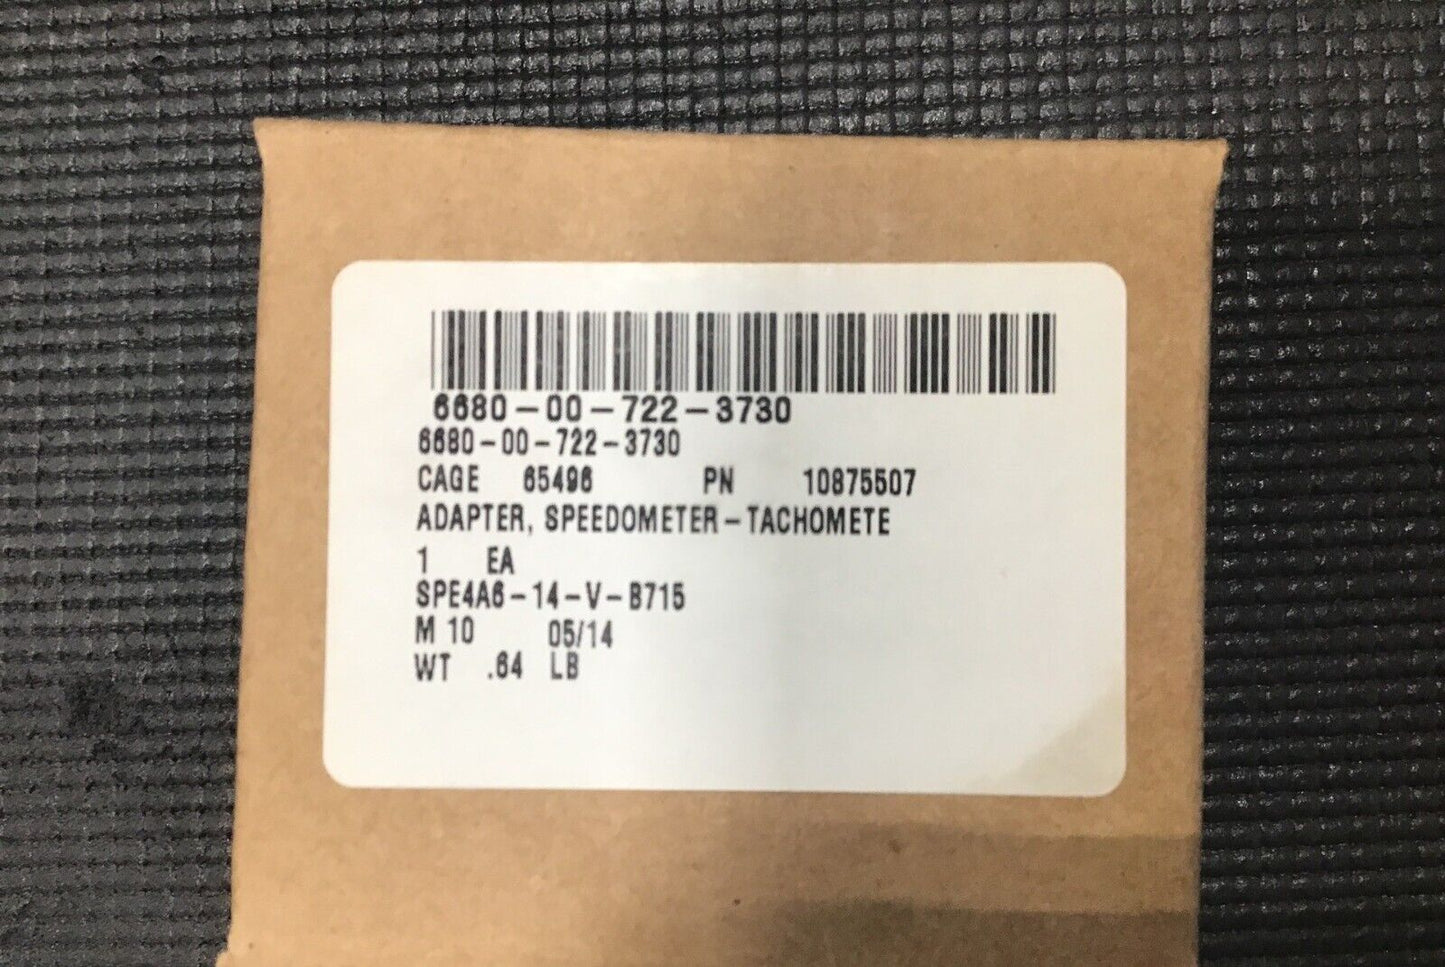 6680-00-722-3730
6680-00-722-3730
CAGE 65496 PN 10875507
ADAPTER, SPEEDOMETER-TACHOMETE
1 EA
SPE4A6-14-V-B715
M 10 05/14
WT .64 LB